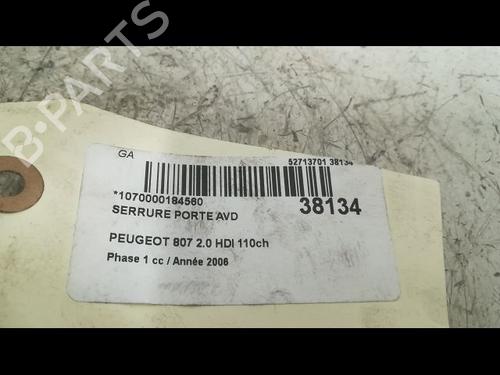 B-PARTS
GA
52713701 38134
*1070000184560
38134
SERRURE PORTE AVD
PEUGEOT 807 2.0 HDI 110ch
Phase 1 cc / Année 2006